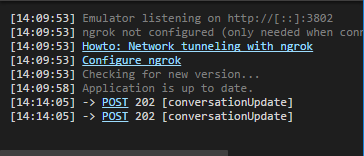 [14:09:53] Emulator listening on http://[::]:3802
[14:09:53] ngrok not configured (only needed when
[14:09:53] Howto: Network tunneling with ngrok
[14:09:53] Configure ngrok
[14:09:53] Checking for new version...
[14:09:58] Application is up to date.
[14:14:05] -> POST 202 [conversationUpdate]
[14:14:05] -> POST 202 [conversationUpdate]